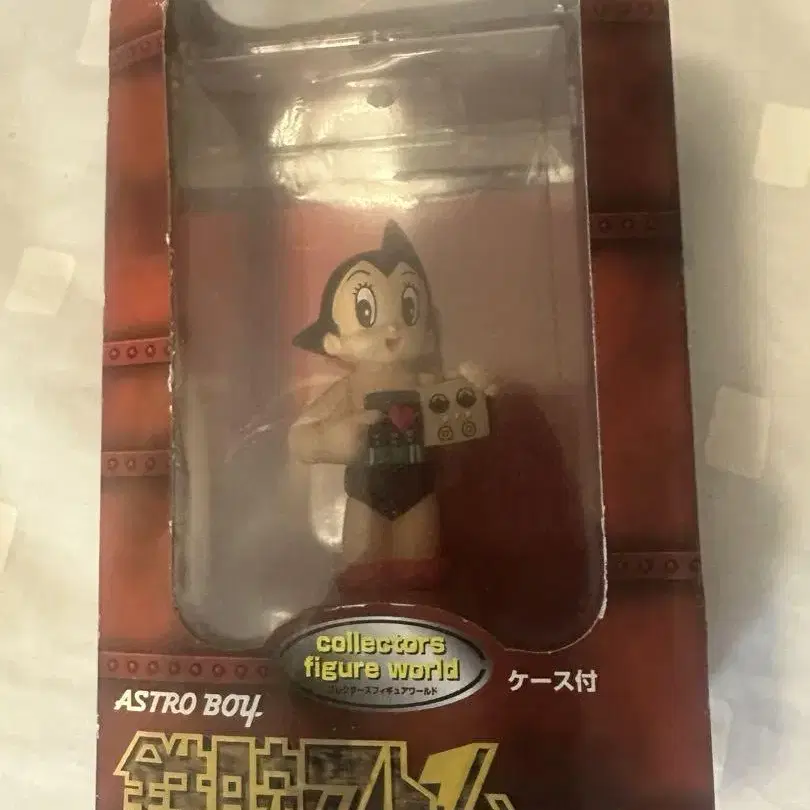 collectors
figure world
コレクターズフィギュアワールド
ケース付
ASTRO BOY
鉄腕アトム